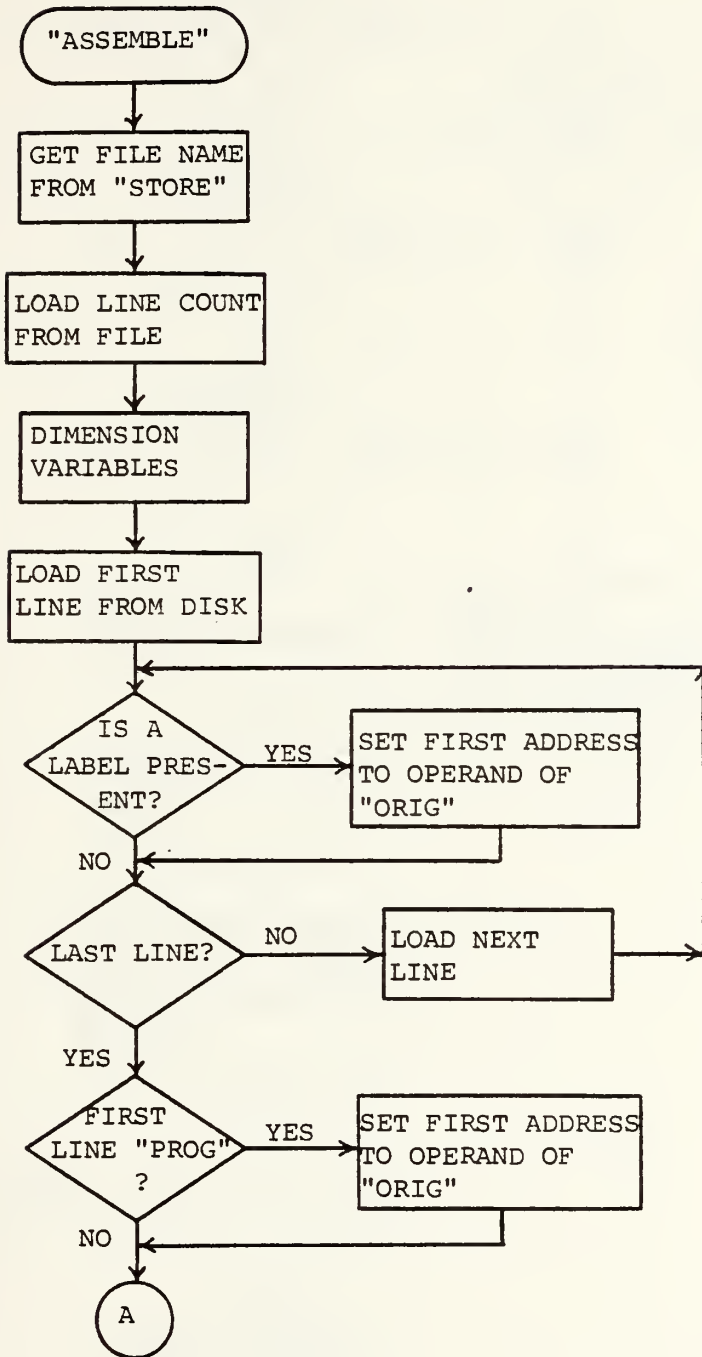 "ASSEMBLE"
GET FILE NAME
FROM "STORE"
LOAD LINE COUNT
FROM FILE
DIMENSION
VARIABLES
LOAD FIRST
LINE FROM DISK
IS A
LABEL PRES-
ENT?
YES
SET FIRST ADDRESS
TO OPERAND OF
"ORIG"
NO
LAST LINE?
NO
LOAD NEXT
LINE
YES
FIRST
LINE "PROG"
?
YES
SET FIRST ADDRESS
TO OPERAND OF
"ORIG"
NO
A